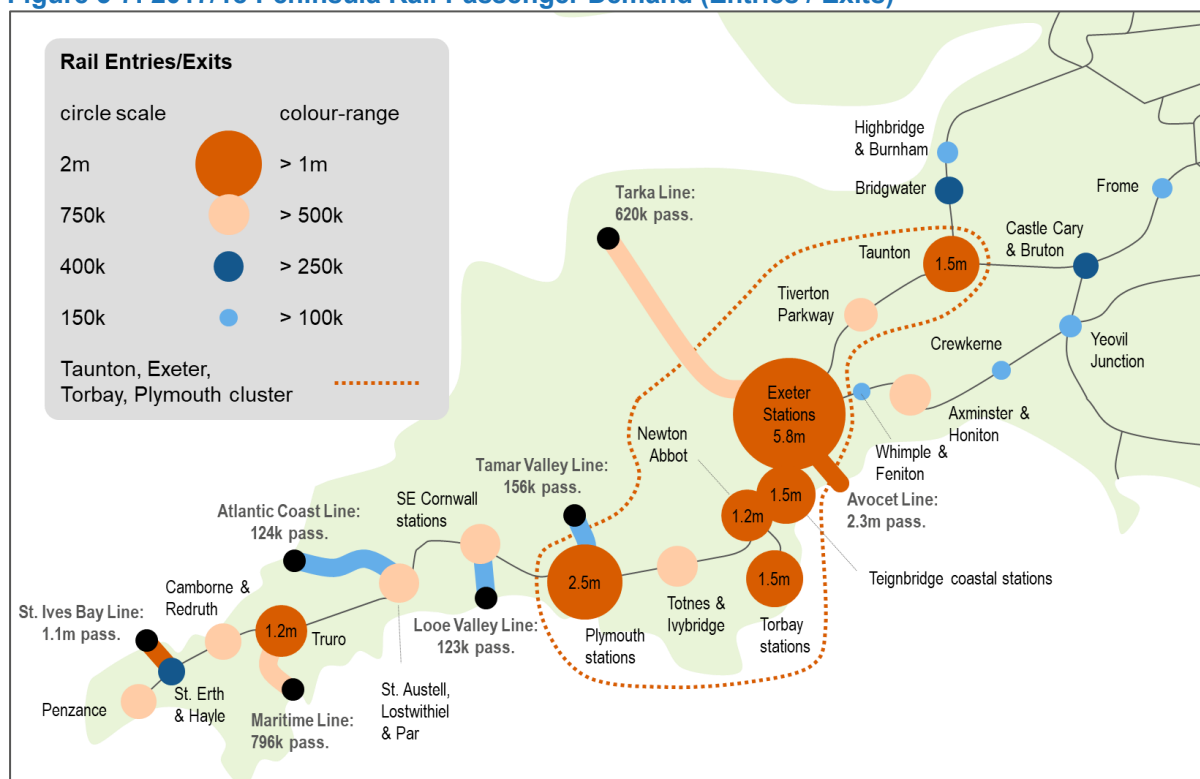 Rail Entries/Exits
circle scale
colour-range
2m
> 1m
750k
> 500k
400k
> 250k
150k
> 100k
Taunton, Exeter,
Torbay, Plymouth cluster
Highbridge
& Burnham
Bridgwater
Frome
Tarka Line:
620k pass.
Castle Cary
& Bruton
Taunton
1.5m
Tiverton
Parkway
Yeovil
Junction
Crewkerne
Exeter
Stations
5.8m
Axminster &
Honiton
Newton
Abbot
Whimple &
Feniton
Tamar Valley Line:
156k pass.
SE Cornwall
stations
1.5m
1.2m
Avocet Line:
2.3m pass.
Atlantic Coast Line:
124k pass.
Teignbridge coastal stations
2.5m
1.5m
Camborne &
Redruth
Totnes &
Ivybridge
St. Ives Bay Line:
1.1m pass.
1.2m
Truro
Looe Valley Line:
123k pass.
Plymouth
stations
Torbay
stations
St. Erth
& Hayle
St. Austell,
Lostwithiel
& Par
Penzance
Maritime Line:
796k pass.